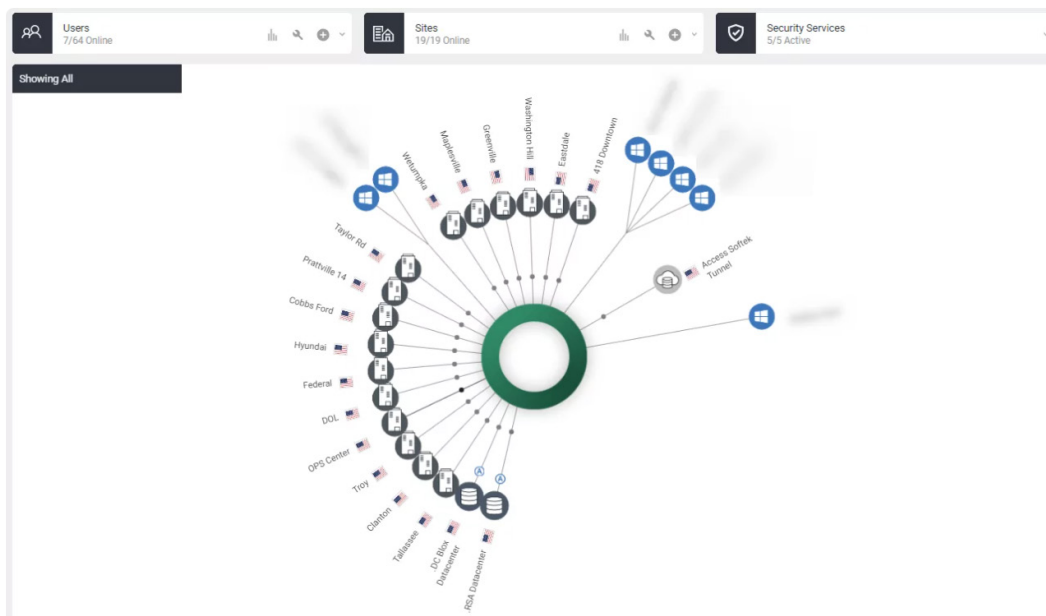 Users
7/64 Online
Sites
19/19 Online
Security Services
5/5 Active
Showing All
Wetumpka
Maplesville
Greenville
Washington Hill
Eastdale
418 Downtown
Access Softek
Tunnel
Taylor Rd
Prattville 14
Cobbs Ford
Hyundai
Federal
DOL
OPS Center
Troy
Clanton
Tallassee
.DC Blox
Datacenter
.RSA Datacenter
A
A